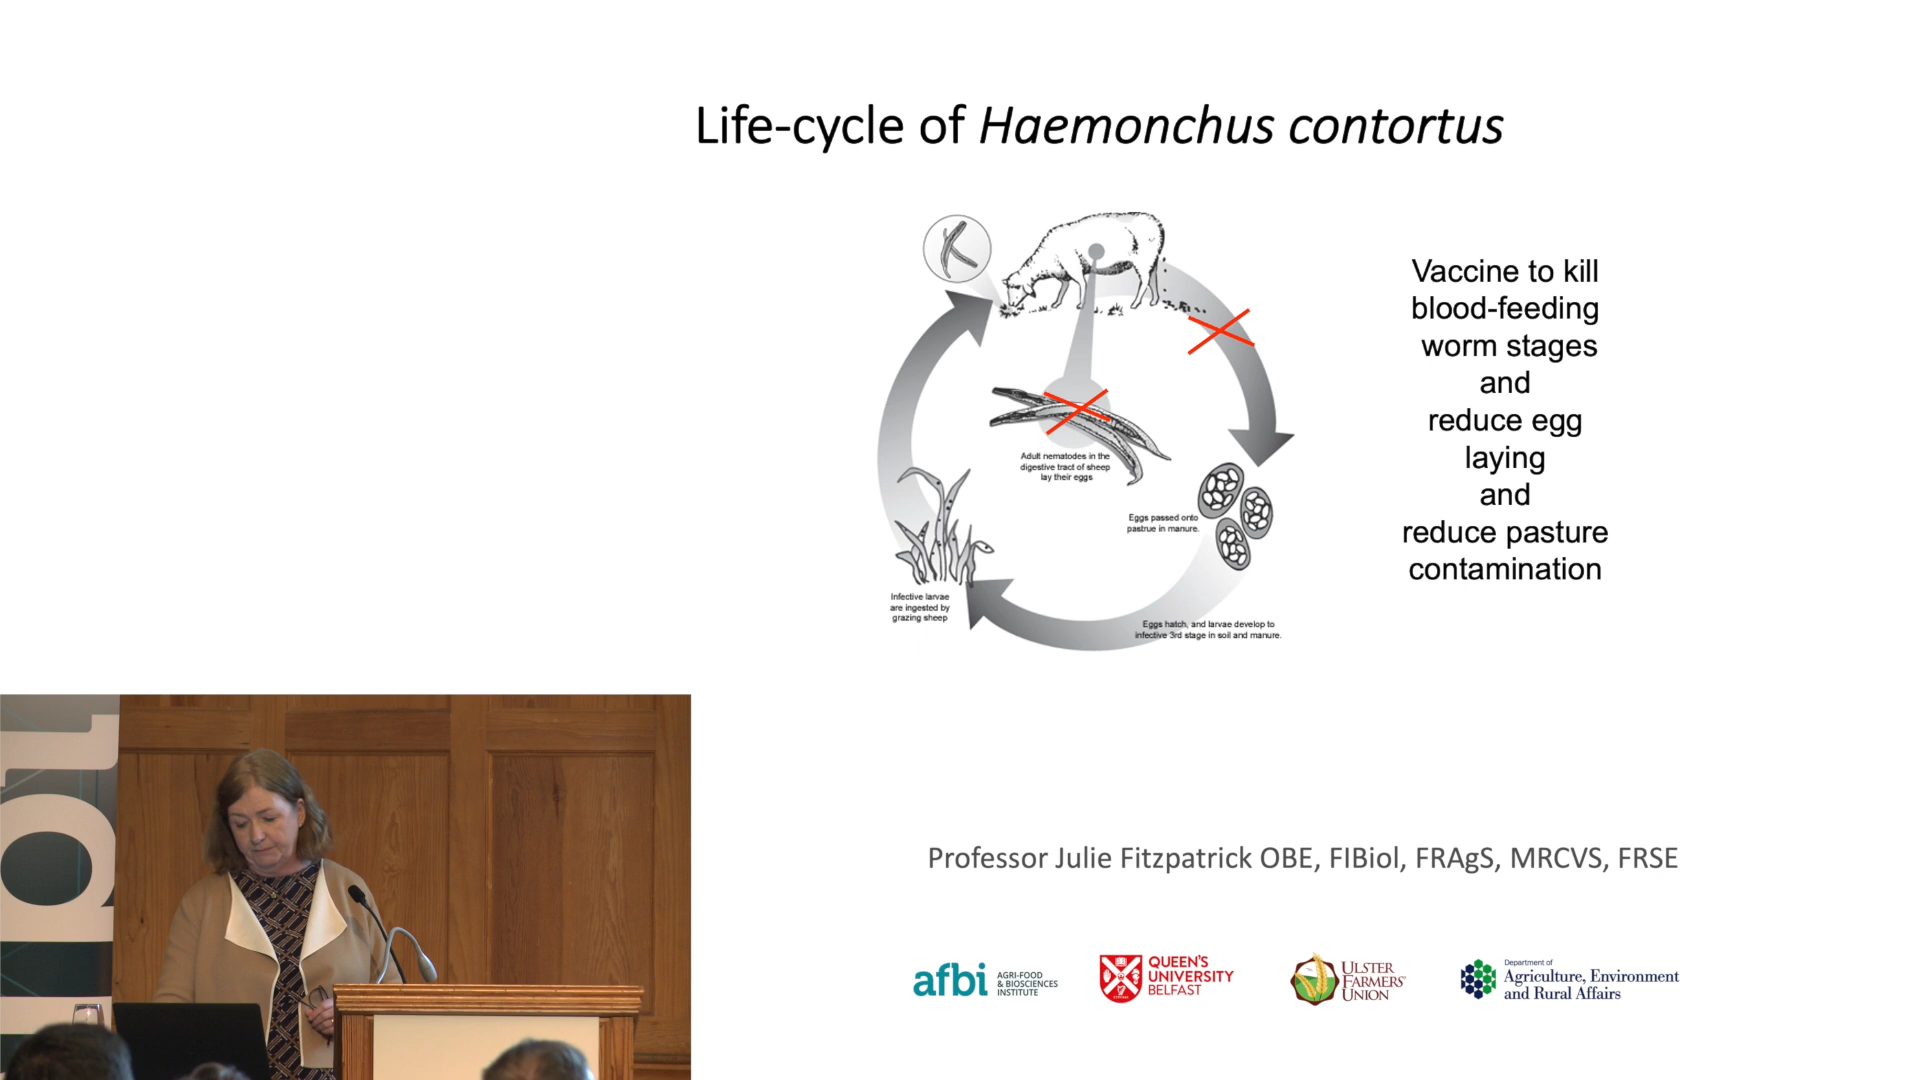 Life-cycle of Haemonchus contortus
Vaccine to kill
blood-feeding
worm stages
and
reduce egg
laying
and
reduce pasture
contamination
Adult nematodes in the
digestive tract of sheep
lay their eggs
Eggs passed onto
pastrue in manure.
Infective larvae
are ingested by
grazing sheep
Eggs hatch, and larvae develop to
infective 3rd stage in soil and manure.
Professor Julie Fitzpatrick OBE, FIBiol, FRAgS, MRCVS, FRSE
afbi
AGRI-FOOD
& BIOSCIENCES
INSTITUTE
QUEEN'S
UNIVERSITY
BELFAST
ULSTER
FARMERS'
UNION
Department of
Agriculture, Environment
and Rural Affairs